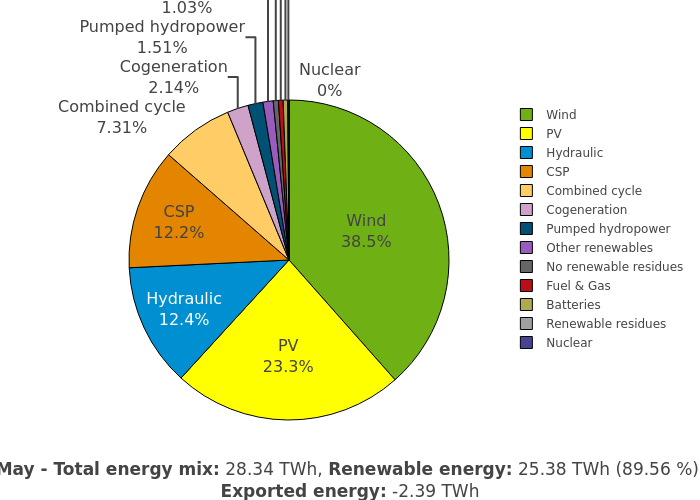 1.03%
Pumped hydropower
1.51%
Cogeneration
2.14%
Combined cycle
7.31%
Nuclear
0%
CSP
12.2%
Wind
38.5%
Hydraulic
12.4%
PV
23.3%
Wind
PV
Hydraulic
CSP
Combined cycle
Cogeneration
Pumped hydropower
Other renewables
No renewable residues
Fuel & Gas
Batteries
Renewable residues
Nuclear
May - Total energy mix: 28.34 TWh, Renewable energy: 25.38 TWh (89.56 %)
Exported energy: -2.39 TWh